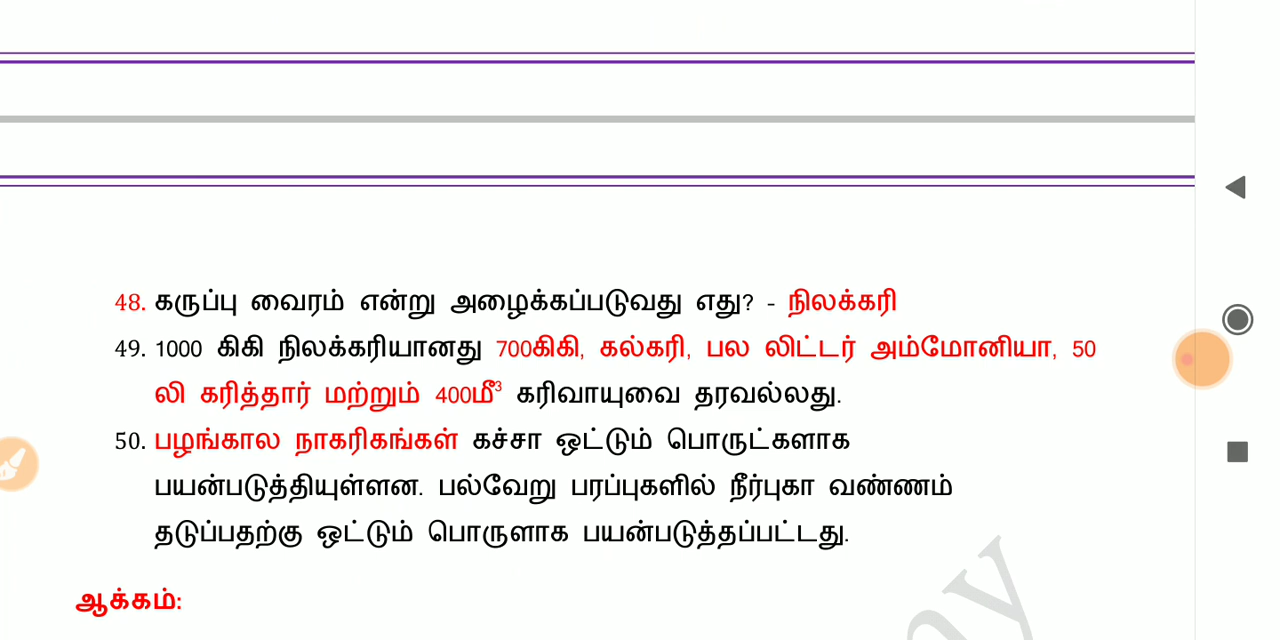 48. கருப்பு வைரம் என்று அழைக்கப்படுவது எது? - நிலக்கரி
49. 1000 கிகி நிலக்கரியானது 700கிகி, கல்கரி, பல லிட்டர் அம்மோனியா, 50
லி கரித்தார் மற்றும் 400மீ³ கரிவாயுவை தரவல்லது.
50. பழங்கால நாகரிகங்கள் கச்சா ஒட்டும் பொருட்களாக
பயன்படுத்தியுள்ளன. பல்வேறு பரப்புகளில் நீர்புகா வண்ணம்
தடுப்பதற்கு ஒட்டும் பொருளாக பயன்படுத்தப்பட்டது.
ஆக்கம்: